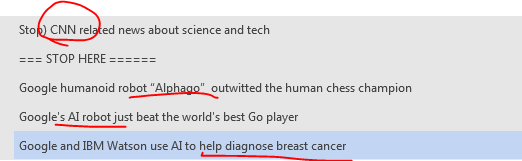 Stop) CNN related news about science and tech
=== STOP HERE ======
Google humanoid robot “Alphago” outwitted the human chess champion
Google's AI robot just beat the world's best Go player
Google and IBM Watson use AI to help diagnose breast cancer